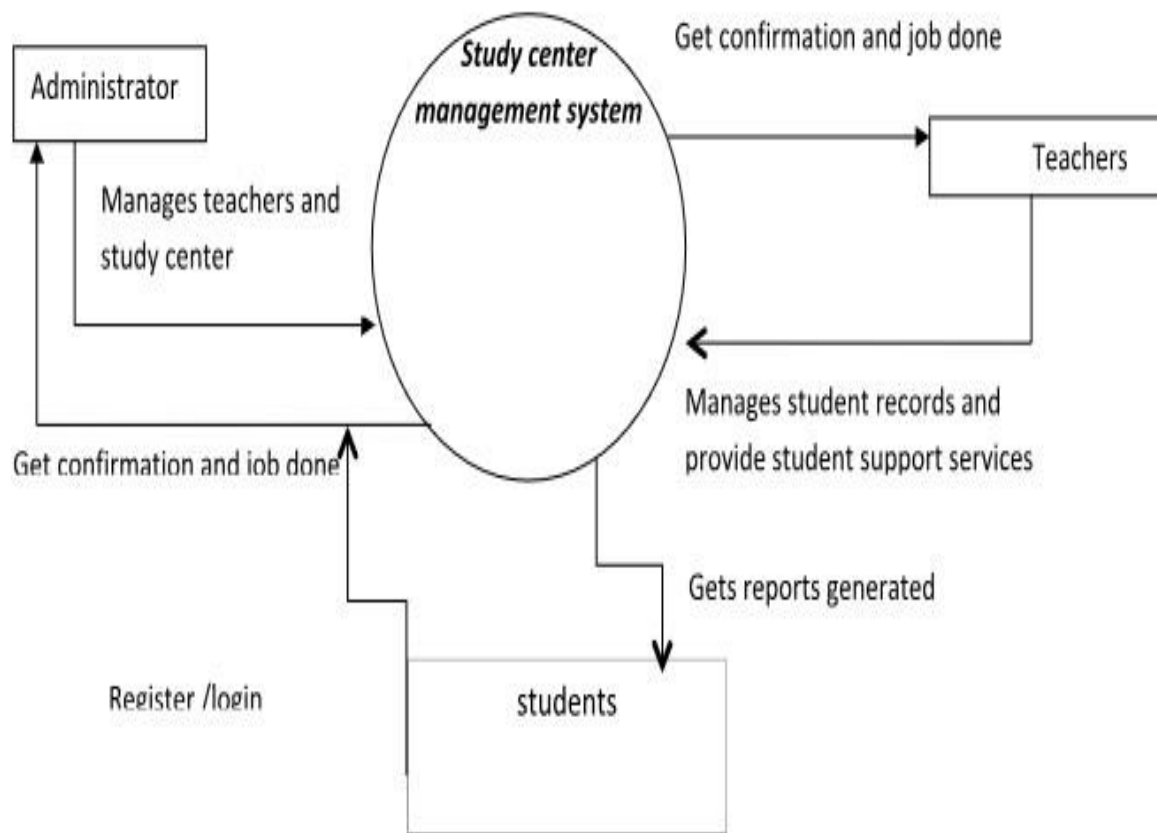 Study center
management system
Get confirmation and job done
Administrator
Teachers
Manages teachers and
study center
Manages student records and
provide student support services
Get confirmation and job done
Gets reports generated
Register /login
students